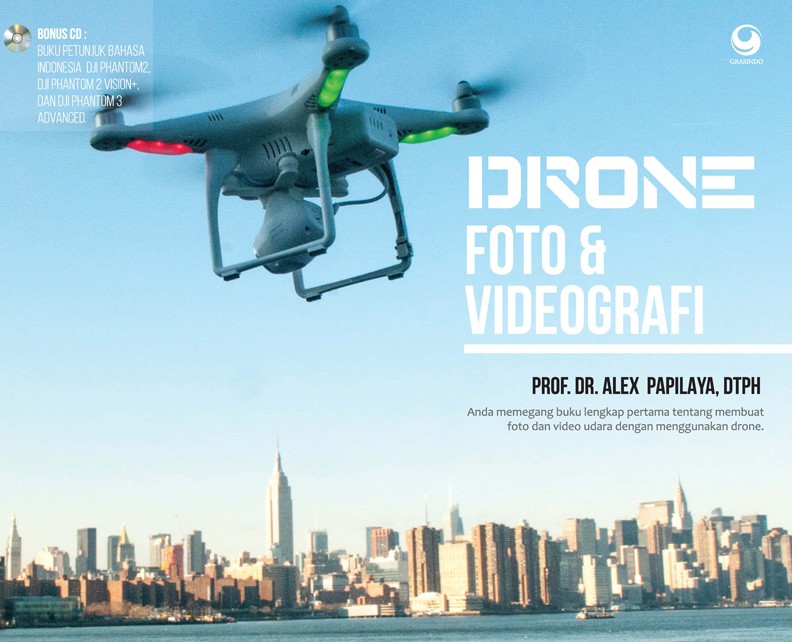 BONUS CD :
BUKU PETUNJUK BAHASA
INDONESIA DJI PHANTOM2,
DJI PHANTOM 2 VISION+,
DAN DJI PHANTOM 3
ADVANCED.
GRASINDO
DRONE
FOTO &
VIDEOGRAFI
PROF. DR. ALEX PAPILAYA, DTPH
Anda memegang buku lengkap pertama tentang membuat
foto dan video udara dengan menggunakan drone.